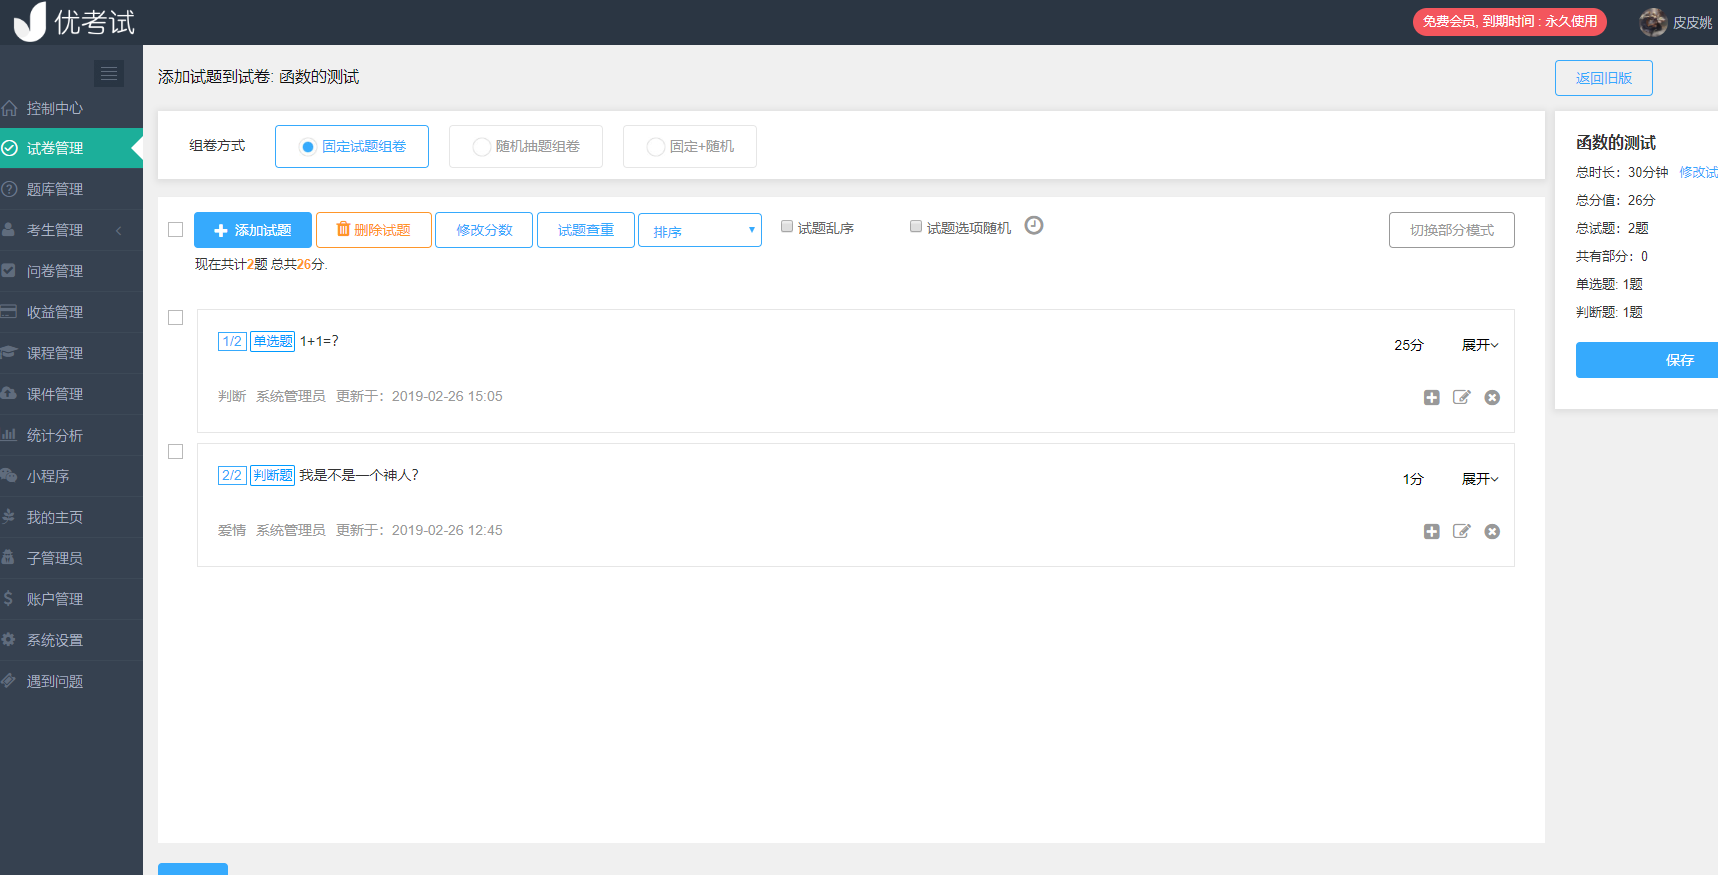 优考试
免费会员, 到期时间 : 永久使用
皮皮姚
控制中心
试卷管理
题库管理
考生管理
问卷管理
收益管理
课程管理
课件管理
统计分析
小程序
我的主页
子管理员
账户管理
系统设置
遇到问题
添加试题到试卷: 函数的测试
返回旧版
组卷方式
固定试题组卷
随机抽题组卷
固定+随机
添加试题
删除试题
修改分数
试题查重
排序
试题乱序
试题选项随机
切换部分模式
现在共计2题 总共26分.
1/2 单选题 1+1=?
25分
展开
判断 系统管理员 更新于：2019-02-26 15:05
2/2 判断题 我是不是一个神人?
1分
展开
爱情 系统管理员 更新于：2019-02-26 12:45
函数的测试
总时长：30分钟 修改试
总分值：26分
总试题：2题
共有部分：0
单选题: 1题
判断题: 1题
保存